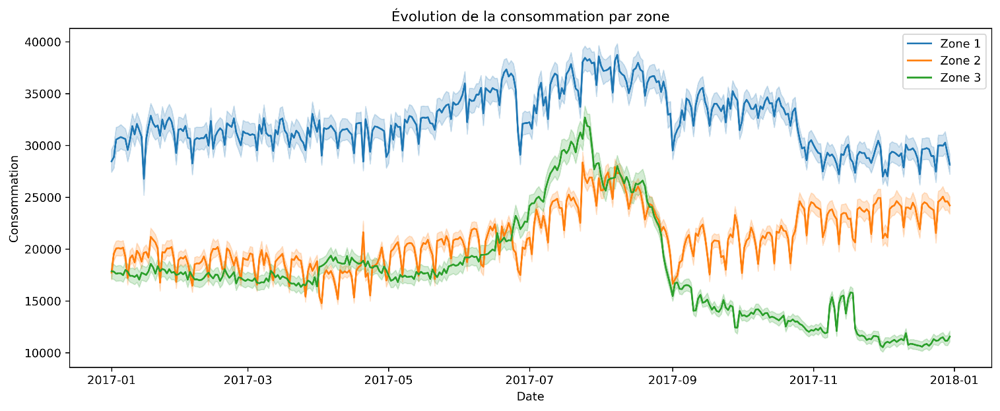 Évolution de la consommation par zone
Consommation
40000
35000
30000
25000
20000
15000
10000
Zone 1
Zone 2
Zone 3
2017-01
2017-03
2017-05
2017-07
2017-09
2017-11
2018-01
Date